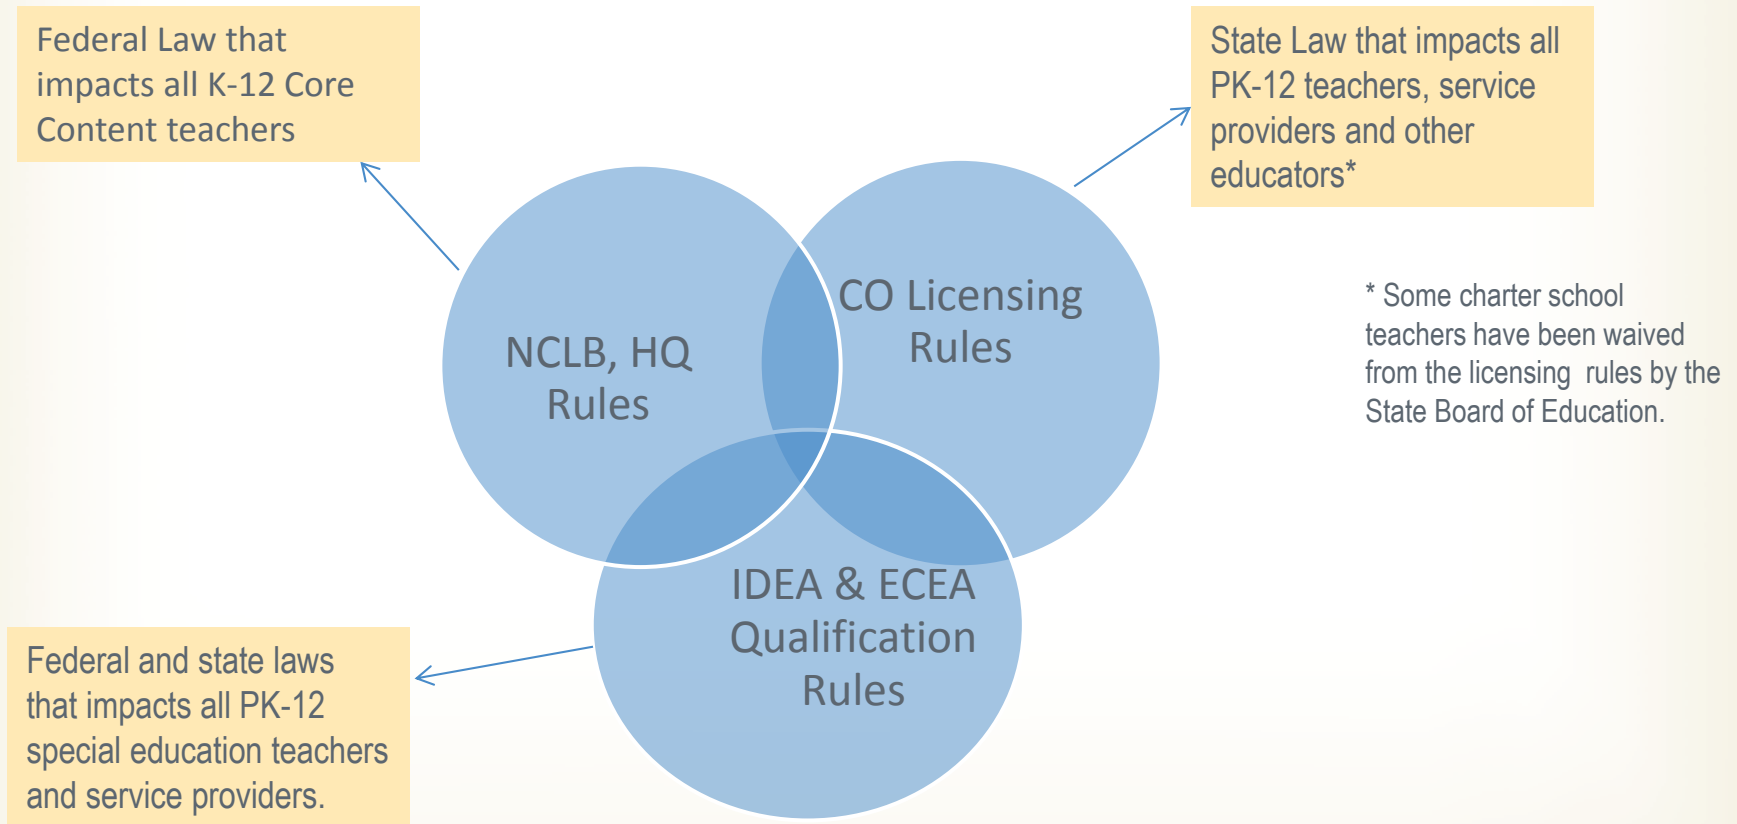 Federal Law that
impacts all K-12 Core
Content teachers
State Law that impacts all
PK-12 teachers, service
providers and other
educators*
* Some charter school
teachers have been waived
from the licensing rules by the
State Board of Education.
NCLB, HQ
Rules
CO Licensing
Rules
IDEA & ECEA
Qualification
Rules
Federal and state laws
that impacts all PK-12
special education teachers
and service providers.